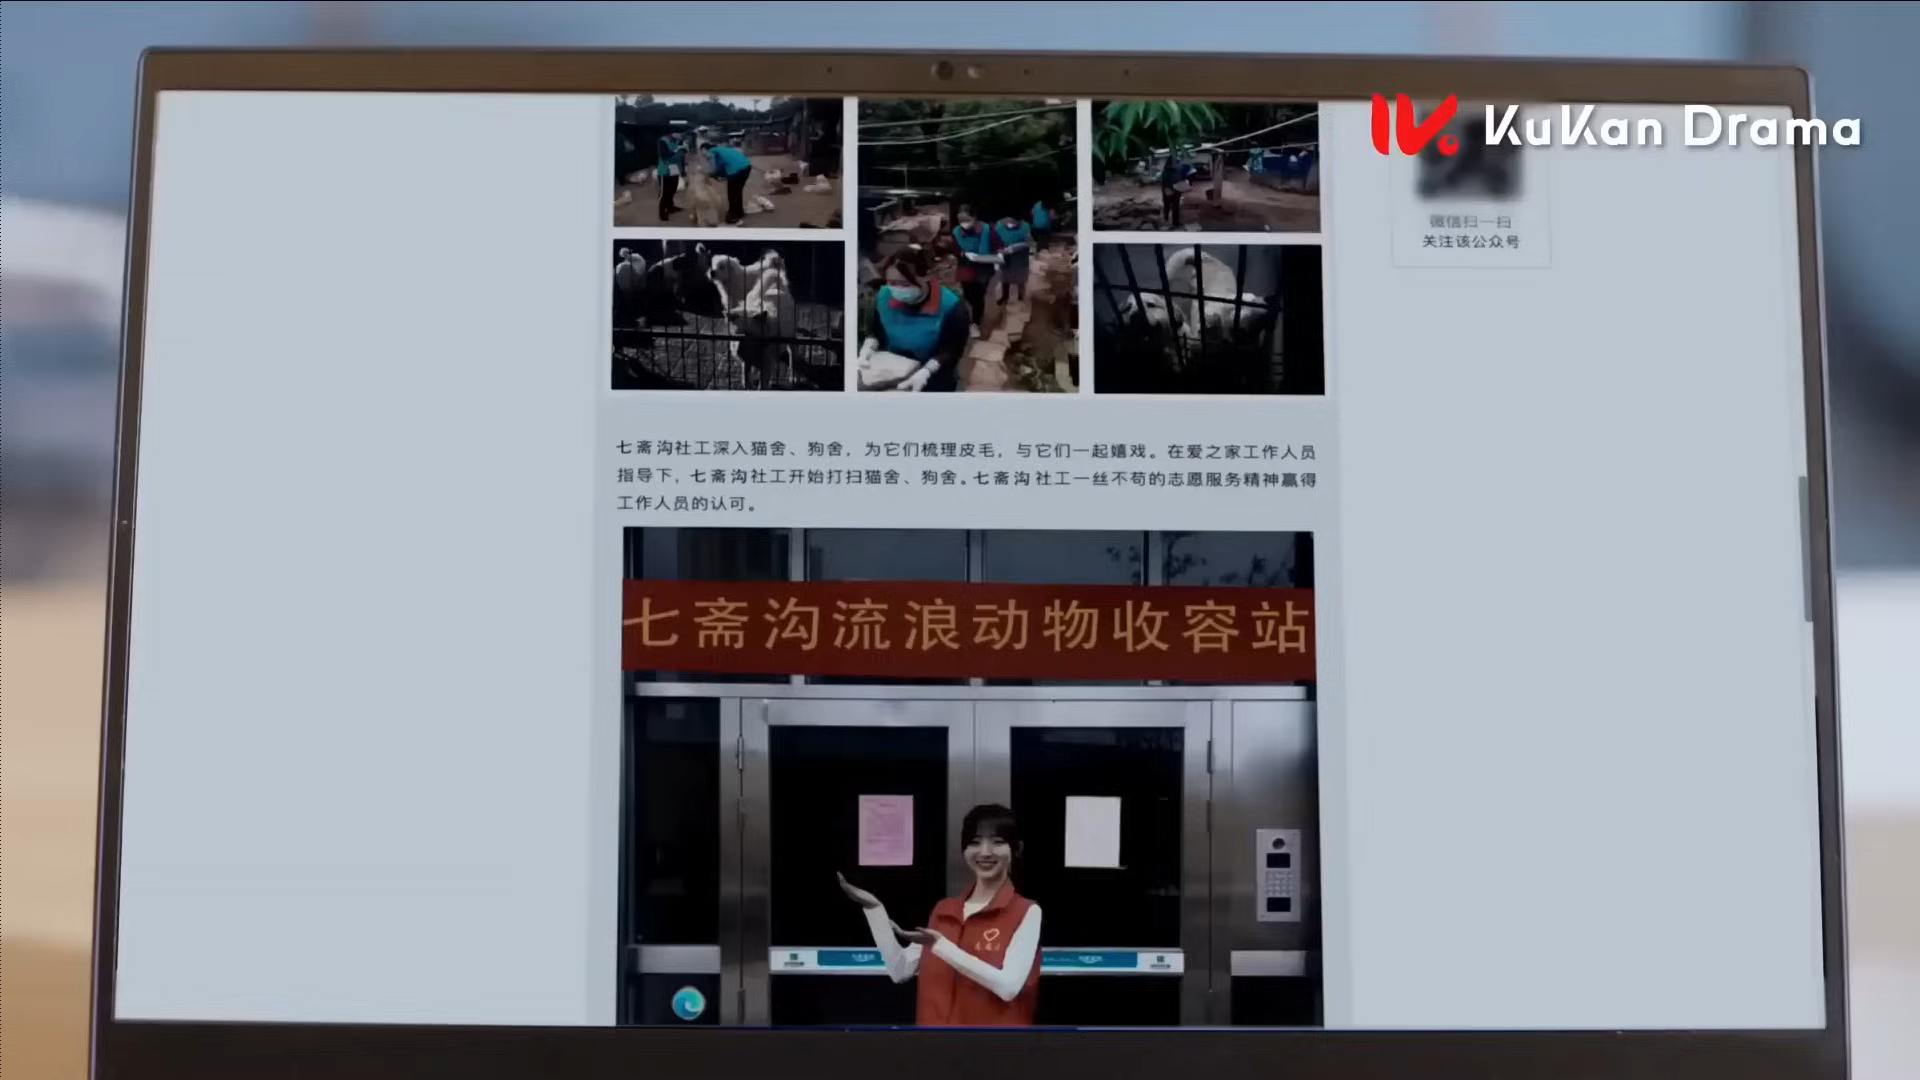 KuKan Drama
微信扫一扫
关注该公众号
七斋沟社工深入猫舍、狗舍，为它们梳理皮毛，与它们一起嬉戏。在爱之家工作人员
指导下，七斋沟社工开始打扫猫舍、狗舍。七斋沟社工一丝不苟的志愿服务精神赢得
工作人员的认可。
七斋沟流浪动物收容站